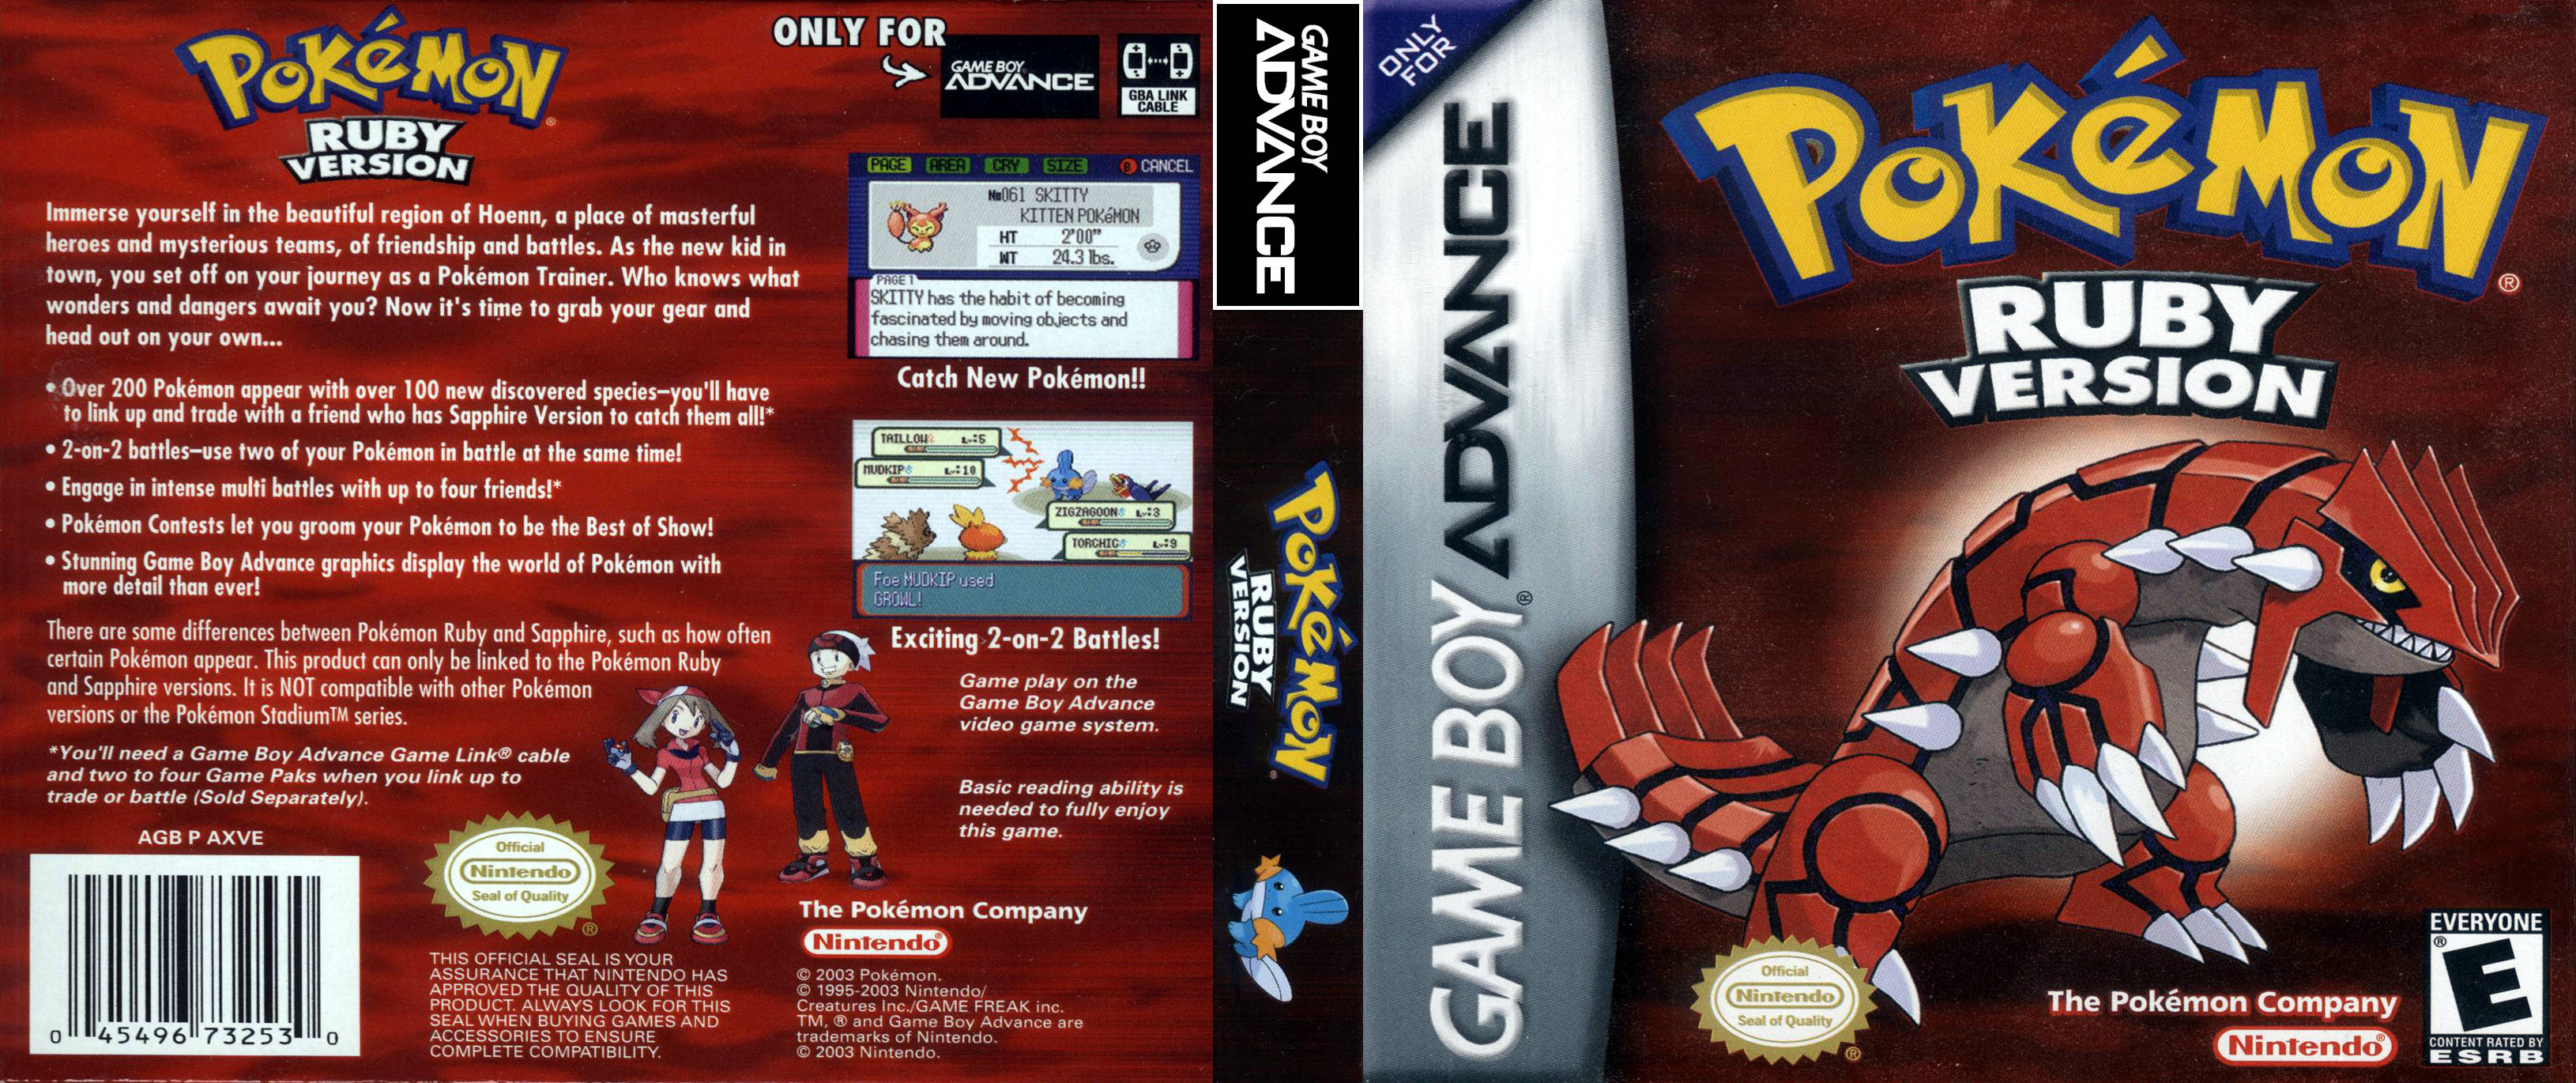 POKéMON®
RUBY
VERSION
Immerse yourself in the beautiful region of Hoenn, a place of masterful
heroes and mysterious teams, of friendship and battles. As the new kid in
town, you set off on your journey as a Pokémon Trainer. Who knows what
wonders and dangers await you? Now it's time to grab your gear and
head out on your own...
• Over 200 Pokémon appear with over 100 new discovered species—you'll have
to link up and trade with a friend who has Sapphire Version to catch them all!*
• 2-on-2 battles—use two of your Pokémon in battle at the same time!
• Engage in intense multi battles with up to four friends!*
• Pokémon Contests let you groom your Pokémon to be the Best of Show!
• Stunning Game Boy Advance graphics display the world of Pokémon with
more detail than ever!
There are some differences between Pokémon Ruby and Sapphire, such as how often
certain Pokémon appear. This product can only be linked to the Pokémon Ruby
and Sapphire versions. It is NOT compatible with other Pokémon
versions or the Pokémon Stadium™ series.
*You'll need a Game Boy Advance Game Link® cable
and two to four Game Paks when you link up to
trade or battle (Sold Separately).
AGB P AXVE
0 45496 73253 0
Official
Nintendo
Seal of Quality
®
THIS OFFICIAL SEAL IS YOUR
ASSURANCE THAT NINTENDO HAS
APPROVED THE QUALITY OF THIS
PRODUCT. ALWAYS LOOK FOR THIS
SEAL WHEN BUYING GAMES AND
ACCESSORIES TO ENSURE
COMPLETE COMPATIBILITY.
ONLY FOR
GAME BOY
ADVANCE
GBA LINK
CABLE
PAGE AREA CRY SIZE B CANCEL
No061 SKITTY
KITTEN POKéMON
HT 2'00"
WT 24.3 lbs.
PAGE 1
SKITTY has the habit of becoming
fascinated by moving objects and
chasing them around.
Catch New Pokémon!!
TAILLOW♀ Lv:5
MUDKIP♂ Lv:10
ZIGZAGOON♂ Lv:3
TORCHIC♂ Lv:9
Foe MUDKIP used
GROWL!
Exciting 2-on-2 Battles!
Game play on the
Game Boy Advance
video game system.
Basic reading ability is
needed to fully enjoy
this game.
The Pokémon Company
Nintendo®
© 2003 Pokémon.
© 1995-2003 Nintendo/
Creatures Inc./GAME FREAK inc.
TM, ® and Game Boy Advance are
trademarks of Nintendo.
© 2003 Nintendo.
GAME BOY
ADVANCE
POKéMON
RUBY
VERSION
ONLY
FOR
GAME BOY ADVANCE®
POKéMON®
RUBY
VERSION
Official
Nintendo
Seal of Quality
®
The Pokémon Company
Nintendo®
EVERYONE
E®
CONTENT RATED BY
ESRB